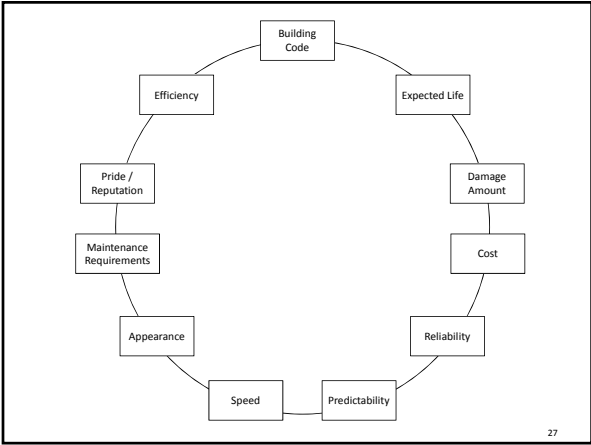 Building
Code
Efficiency
Expected Life
Pride /
Reputation
Damage
Amount
Maintenance
Requirements
Cost
Appearance
Reliability
Speed
Predictability
27